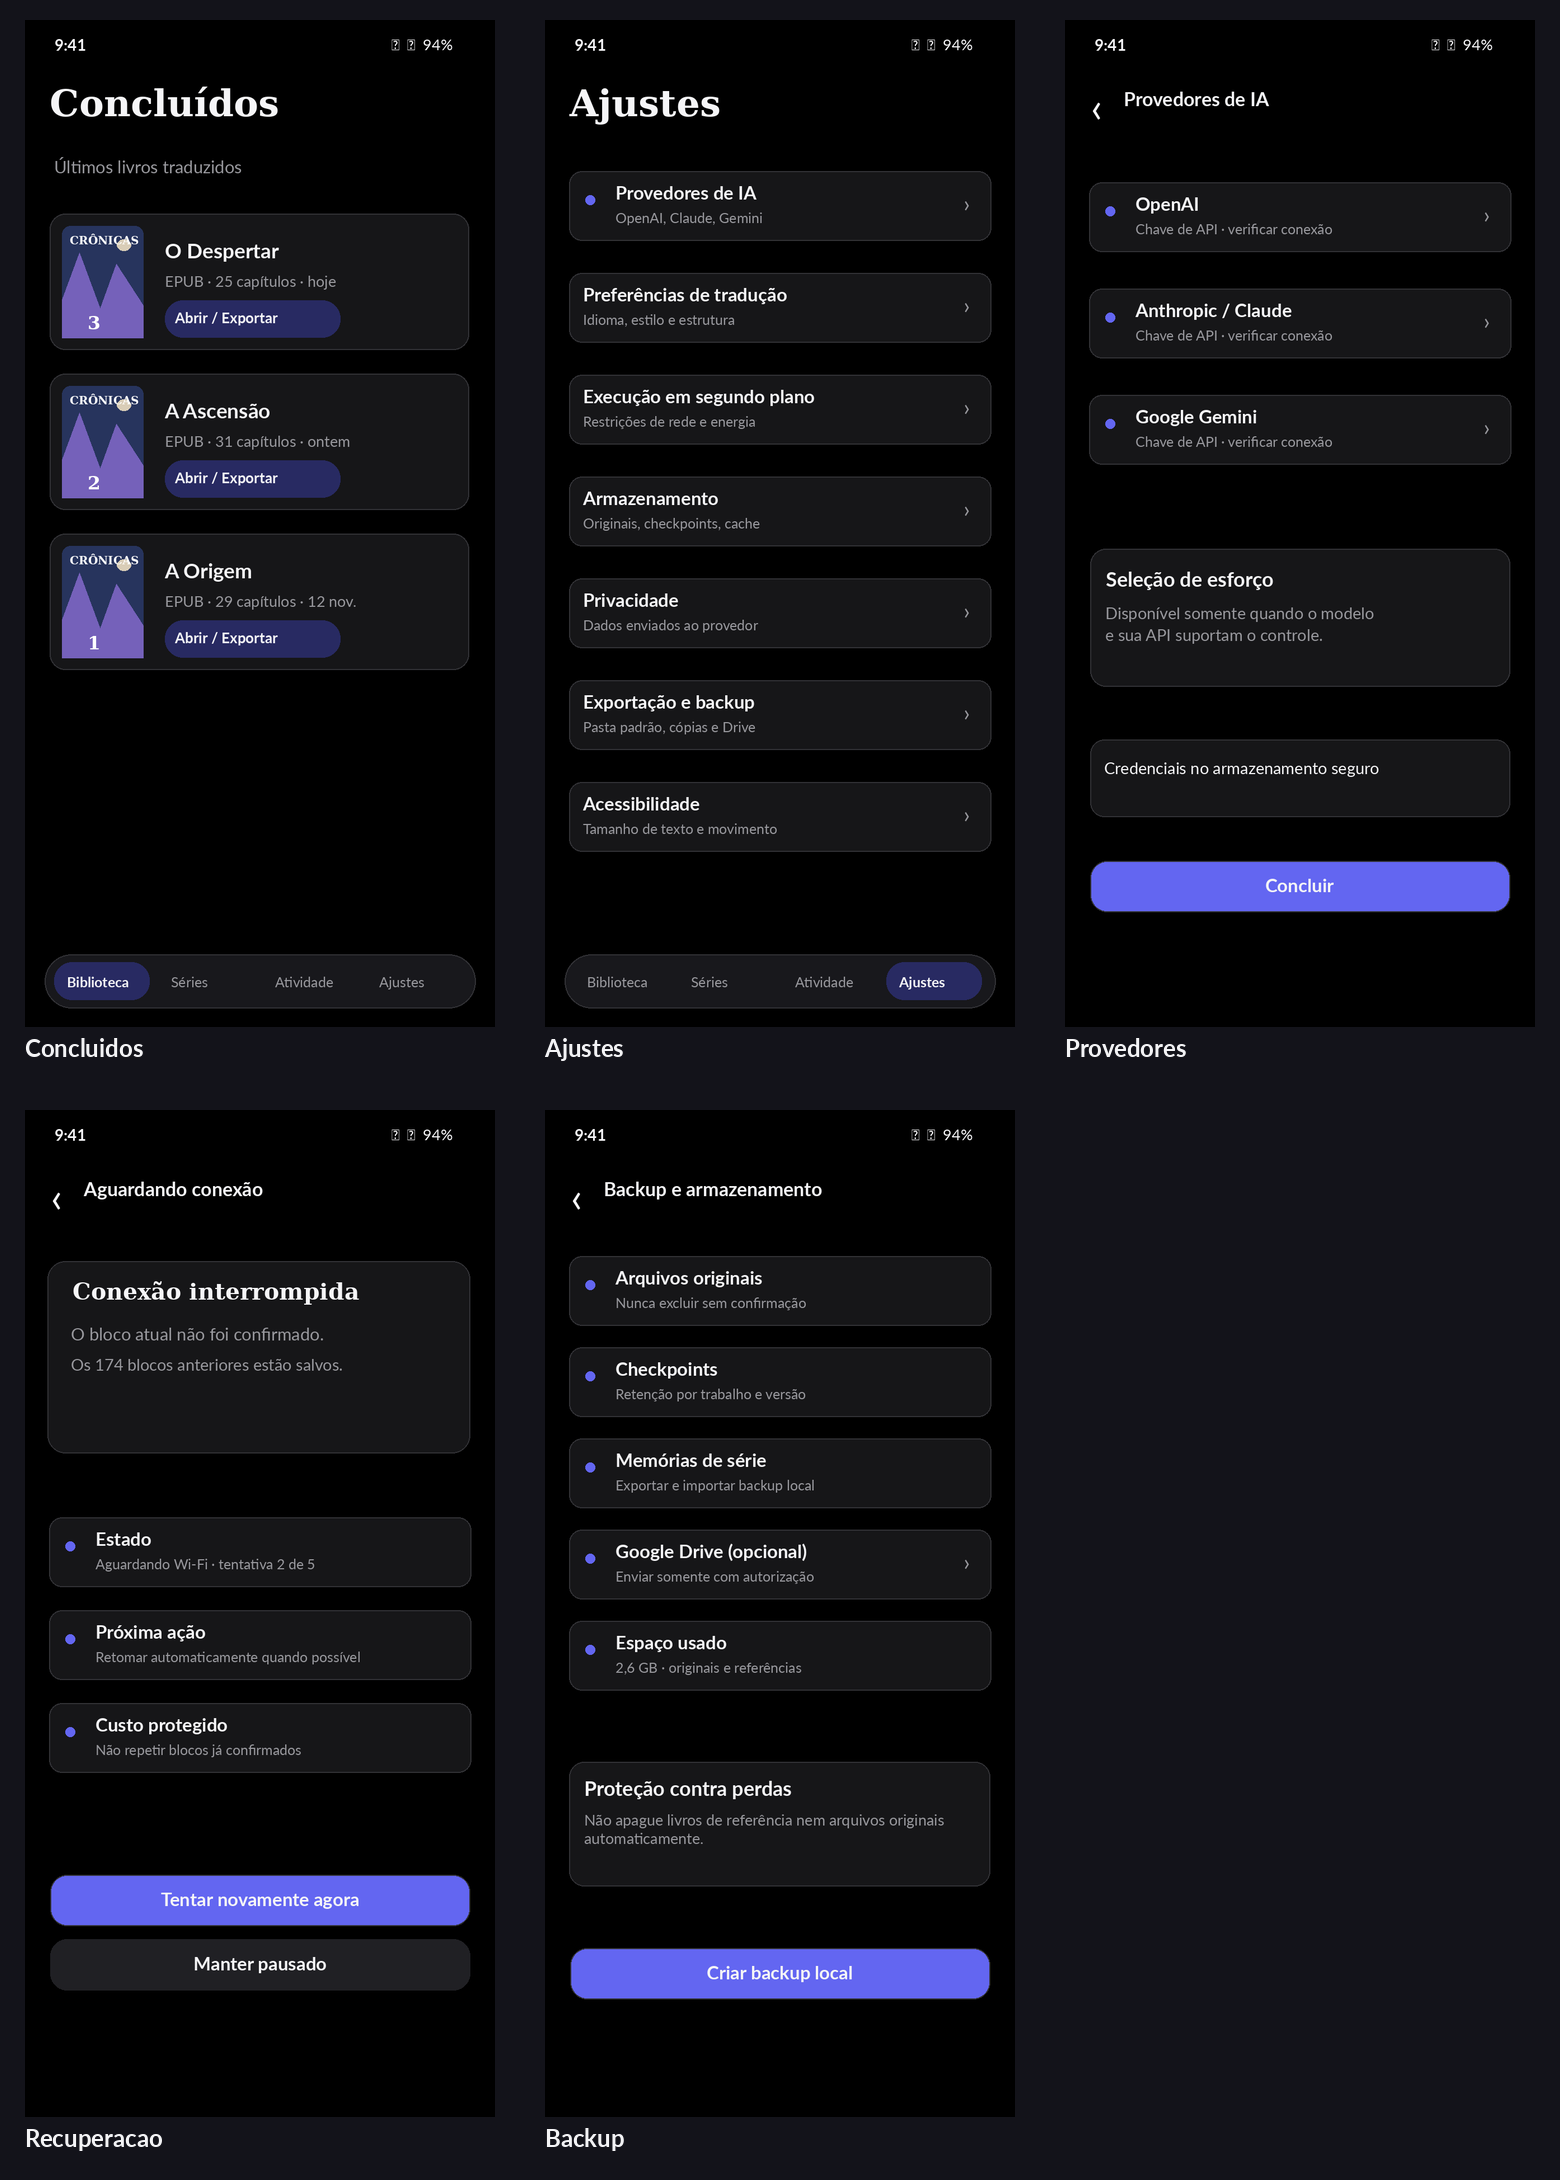 9:41
94%
Concluídos
Últimos livros traduzidos
CRÔNICAS
3
O Despertar
EPUB · 25 capítulos · hoje
Abrir / Exportar
CRÔNICAS
2
A Ascensão
EPUB · 31 capítulos · ontem
Abrir / Exportar
CRÔNICAS
1
A Origem
EPUB · 29 capítulos · 12 nov.
Abrir / Exportar
Biblioteca Séries Atividade Ajustes
Concluidos
9:41
94%
Ajustes
Provedores de IA
OpenAI, Claude, Gemini
›
Preferências de tradução
Idioma, estilo e estrutura
›
Execução em segundo plano
Restrições de rede e energia
›
Armazenamento
Originais, checkpoints, cache
›
Privacidade
Dados enviados ao provedor
›
Exportação e backup
Pasta padrão, cópias e Drive
›
Acessibilidade
Tamanho de texto e movimento
›
Biblioteca Séries Atividade Ajustes
Ajustes
9:41
94%
‹ Provedores de IA
OpenAI
Chave de API · verificar conexão
›
Anthropic / Claude
Chave de API · verificar conexão
›
Google Gemini
Chave de API · verificar conexão
›
Seleção de esforço
Disponível somente quando o modelo
e sua API suportam o controle.
Credenciais no armazenamento seguro
Concluir
Provedores
9:41
94%
‹ Aguardando conexão
Conexão interrompida
O bloco atual não foi confirmado.
Os 174 blocos anteriores estão salvos.
Estado
Aguardando Wi-Fi · tentativa 2 de 5
Próxima ação
Retomar automaticamente quando possível
Custo protegido
Não repetir blocos já confirmados
Tentar novamente agora
Manter pausado
Recuperacao
9:41
94%
‹ Backup e armazenamento
Arquivos originais
Nunca excluir sem confirmação
Checkpoints
Retenção por trabalho e versão
Memórias de série
Exportar e importar backup local
Google Drive (opcional)
Enviar somente com autorização
›
Espaço usado
2,6 GB · originais e referências
Proteção contra perdas
Não apague livros de referência nem arquivos originais
automaticamente.
Criar backup local
Backup